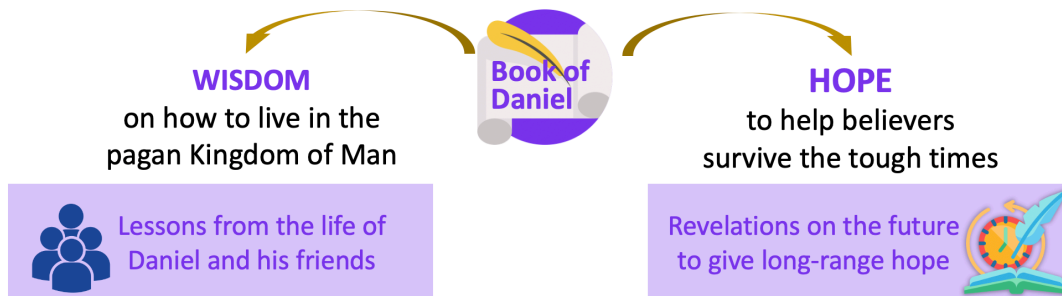 Book of
Daniel
WISDOM
on how to live in the
pagan Kingdom of Man
Lessons from the life of
Daniel and his friends
HOPE
to help believers
survive the tough times
Revelations on the future
to give long-range hope